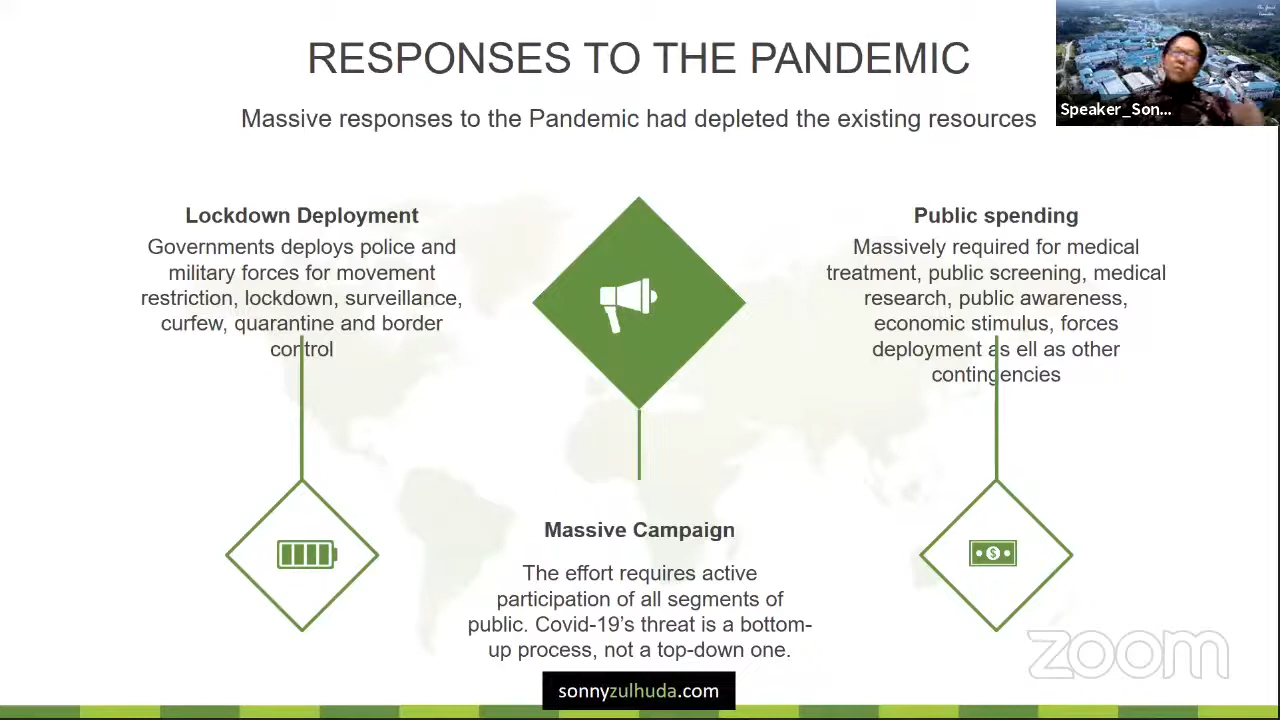 RESPONSES TO THE PANDEMIC
Massive responses to the Pandemic had depleted the existing resources
Speaker_Son...
Lockdown Deployment
Governments deploys police and
military forces for movement
restriction, lockdown, surveillance,
curfew, quarantine and border
control
Public spending
Massively required for medical
treatment, public screening, medical
research, public awareness,
economic stimulus, forces
deployment as ell as other
contingencies
Massive Campaign
The effort requires active
participation of all segments of
public. Covid-19’s threat is a bottom-
up process, not a top-down one.
sonnyzulhuda.com
zoom